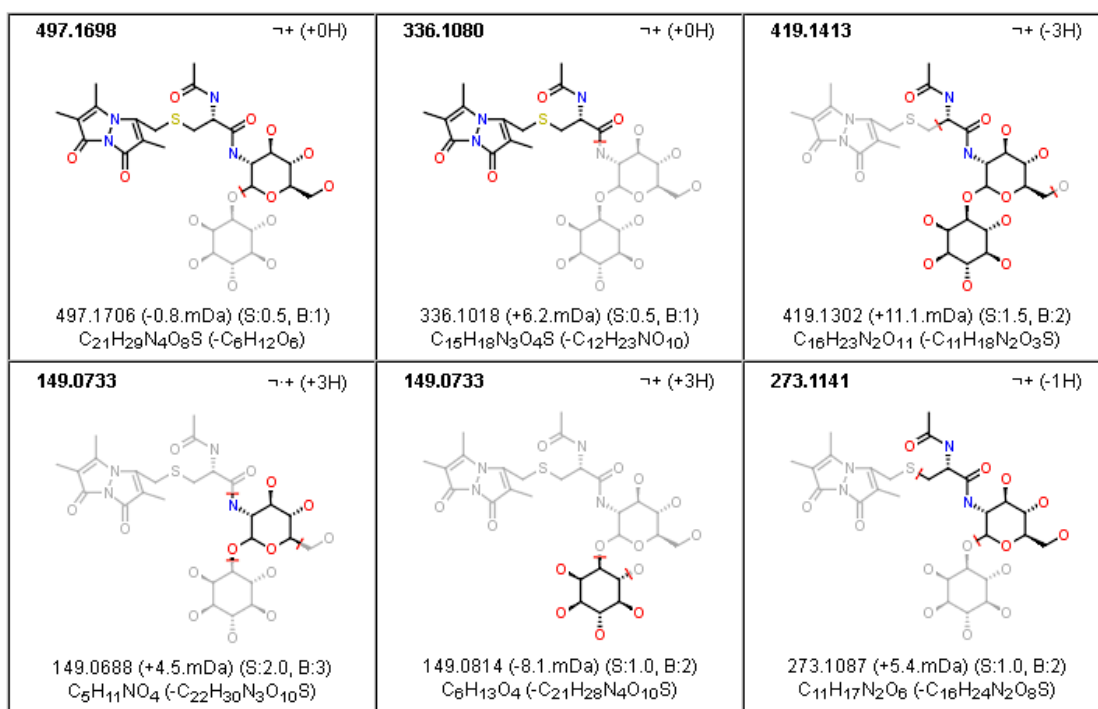 497.1698 ¬+ (+0H)
497.1706 (-0.8.mDa) (S:0.5, B:1)
C21H29N4O8S (-C6H12O6)
336.1080 ¬+ (+0H)
336.1018 (+6.2.mDa) (S:0.5, B:1)
C15H18N3O4S (-C12H23NO10)
419.1413 ¬+ (-3H)
419.1302 (+11.1.mDa) (S:1.5, B:2)
C16H23N2O11 (-C11H18N2O3S)
149.0733 ¬·+ (+3H)
149.0688 (+4.5.mDa) (S:2.0, B:3)
C5H11NO4 (-C22H30N3O10S)
149.0733 ¬+ (+3H)
149.0814 (-8.1.mDa) (S:1.0, B:2)
C6H13O4 (-C21H28N4O10S)
273.1141 ¬+ (-1H)
273.1087 (+5.4.mDa) (S:1.0, B:2)
C11H17N2O6 (-C16H24N2O8S)